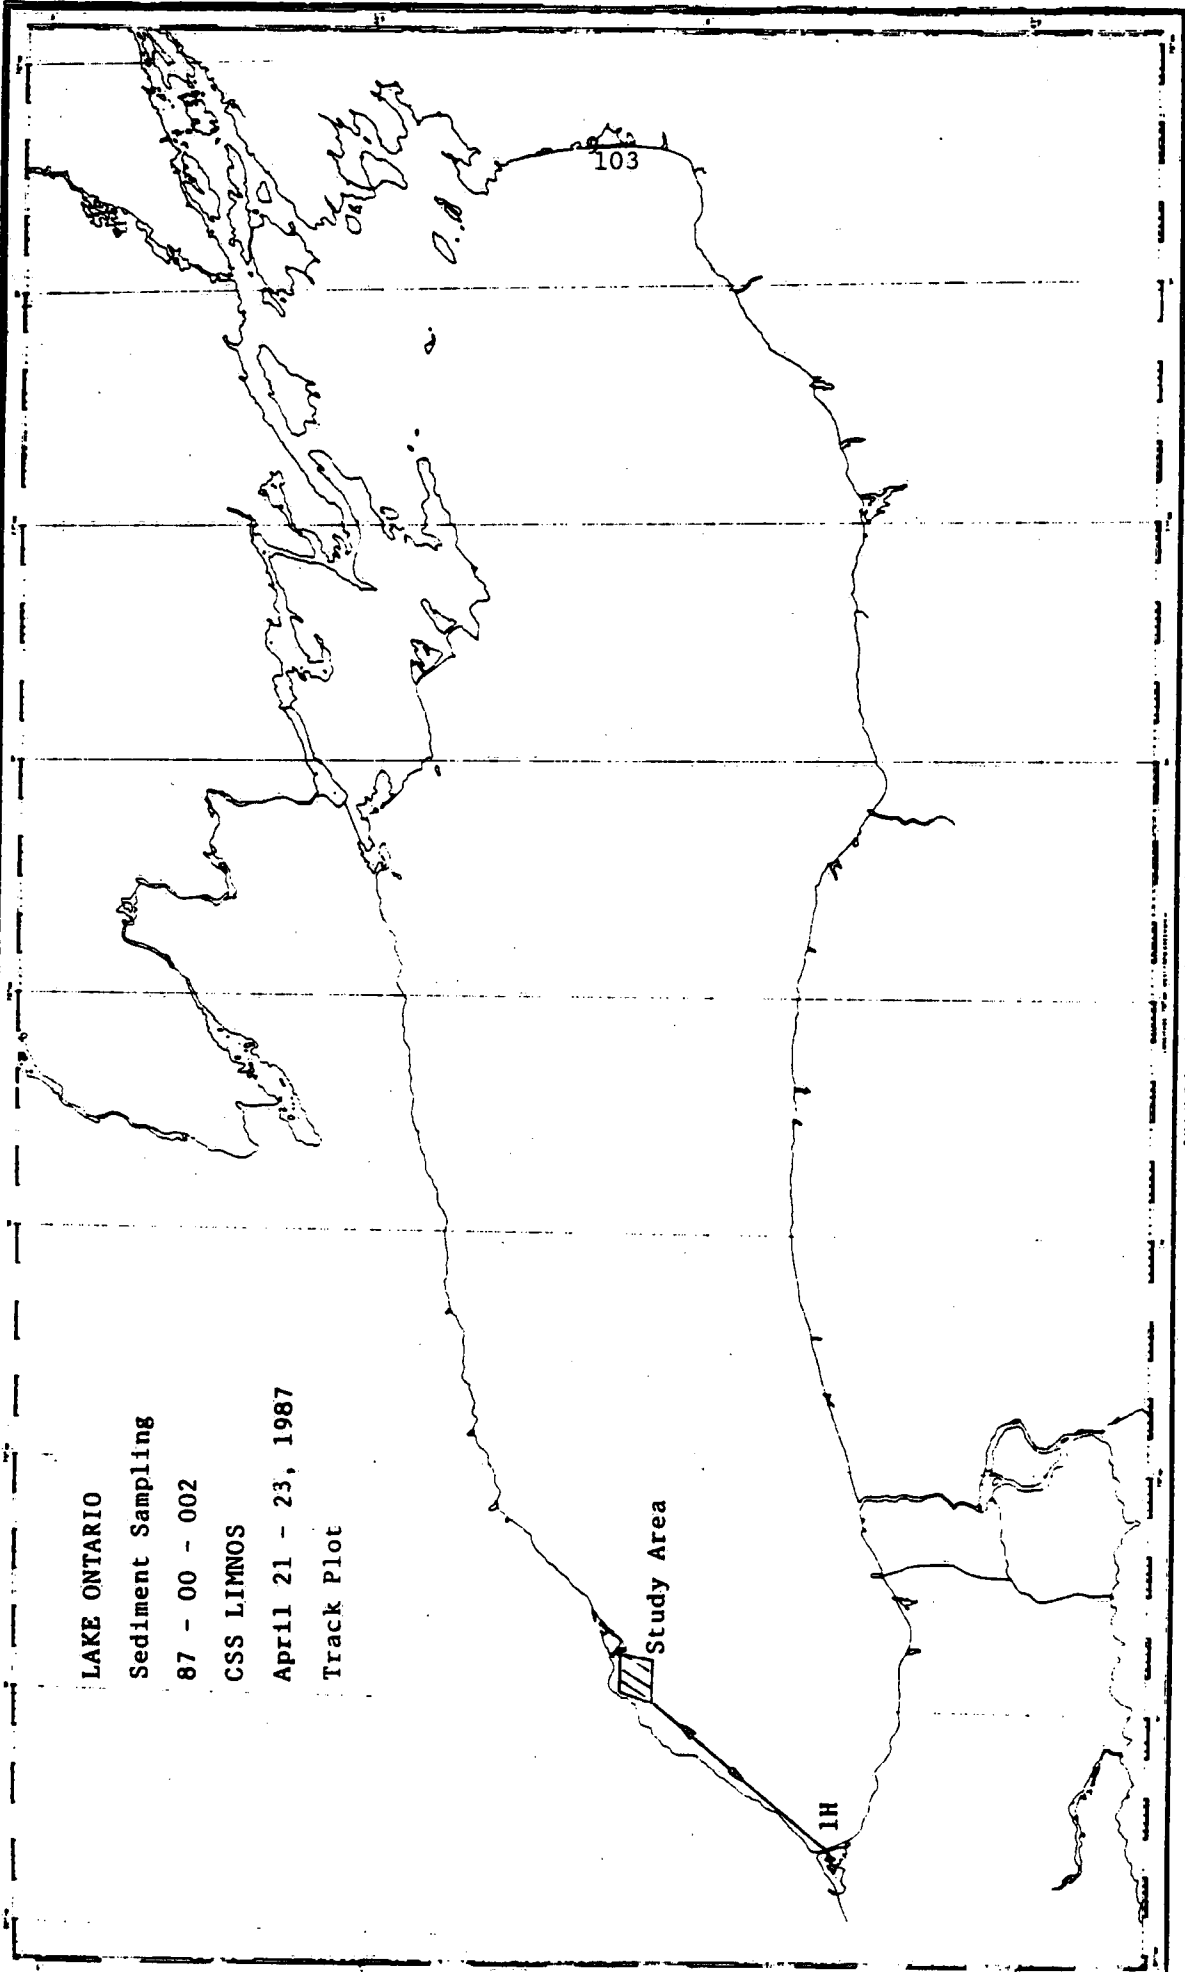 LAKE ONTARIO
Sediment Sampling
87 - 00 - 002
CSS LIMNOS
April 21 - 23, 1987
Track Plot
Study Area
1H
103